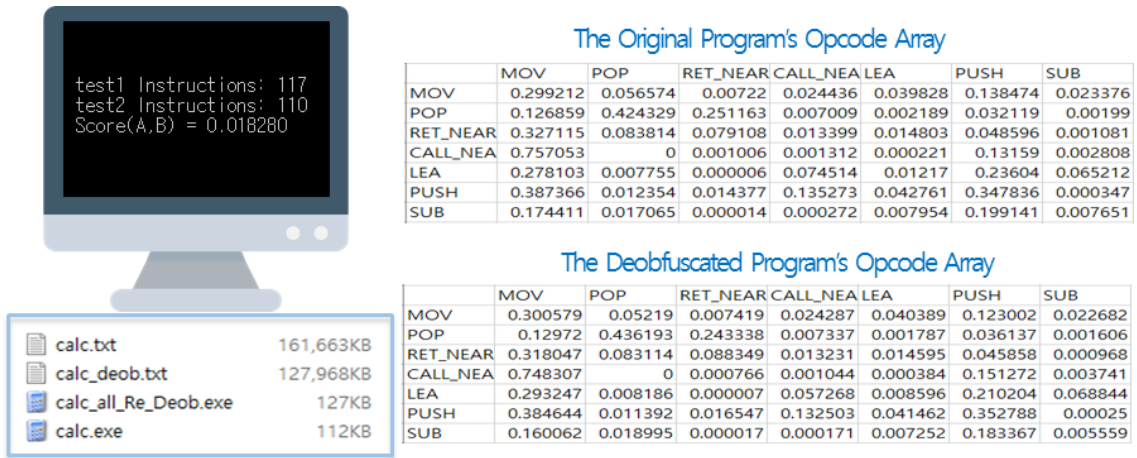 test1 Instructions: 117
test2 Instructions: 110
Score(A,B) = 0.018280
calc.txt 161,663KB
calc_deob.txt 127,968KB
calc_all_Re_Deob.exe 127KB
calc.exe 112KB
The Original Program's Opcode Array
MOV POP RET_NEAR CALL_NEA LEA PUSH SUB
MOV 0.299212 0.056574 0.00722 0.024436 0.039828 0.138474 0.023376
POP 0.126859 0.424329 0.251163 0.007009 0.002189 0.032119 0.00199
RET_NEAR 0.327115 0.083814 0.079108 0.013399 0.014803 0.048596 0.001081
CALL_NEA 0.757053 0 0.001006 0.001312 0.000221 0.13159 0.002808
LEA 0.278103 0.007755 0.000006 0.074514 0.01217 0.23604 0.065212
PUSH 0.387366 0.012354 0.014377 0.135273 0.042761 0.347836 0.000347
SUB 0.174411 0.017065 0.000014 0.000272 0.007954 0.199141 0.007651
The Deobfuscated Program's Opcode Array
MOV POP RET_NEAR CALL_NEA LEA PUSH SUB
MOV 0.300579 0.05219 0.007419 0.024287 0.040389 0.123002 0.022682
POP 0.12972 0.436193 0.243338 0.007337 0.001787 0.036137 0.001606
RET_NEAR 0.318047 0.083114 0.088349 0.013231 0.014595 0.045858 0.000968
CALL_NEA 0.748307 0 0.000766 0.001044 0.000384 0.151272 0.003741
LEA 0.293247 0.008186 0.000007 0.057268 0.008596 0.210204 0.068844
PUSH 0.384644 0.011392 0.016547 0.132503 0.041462 0.352788 0.00025
SUB 0.160062 0.018995 0.000017 0.000171 0.007252 0.183367 0.005559